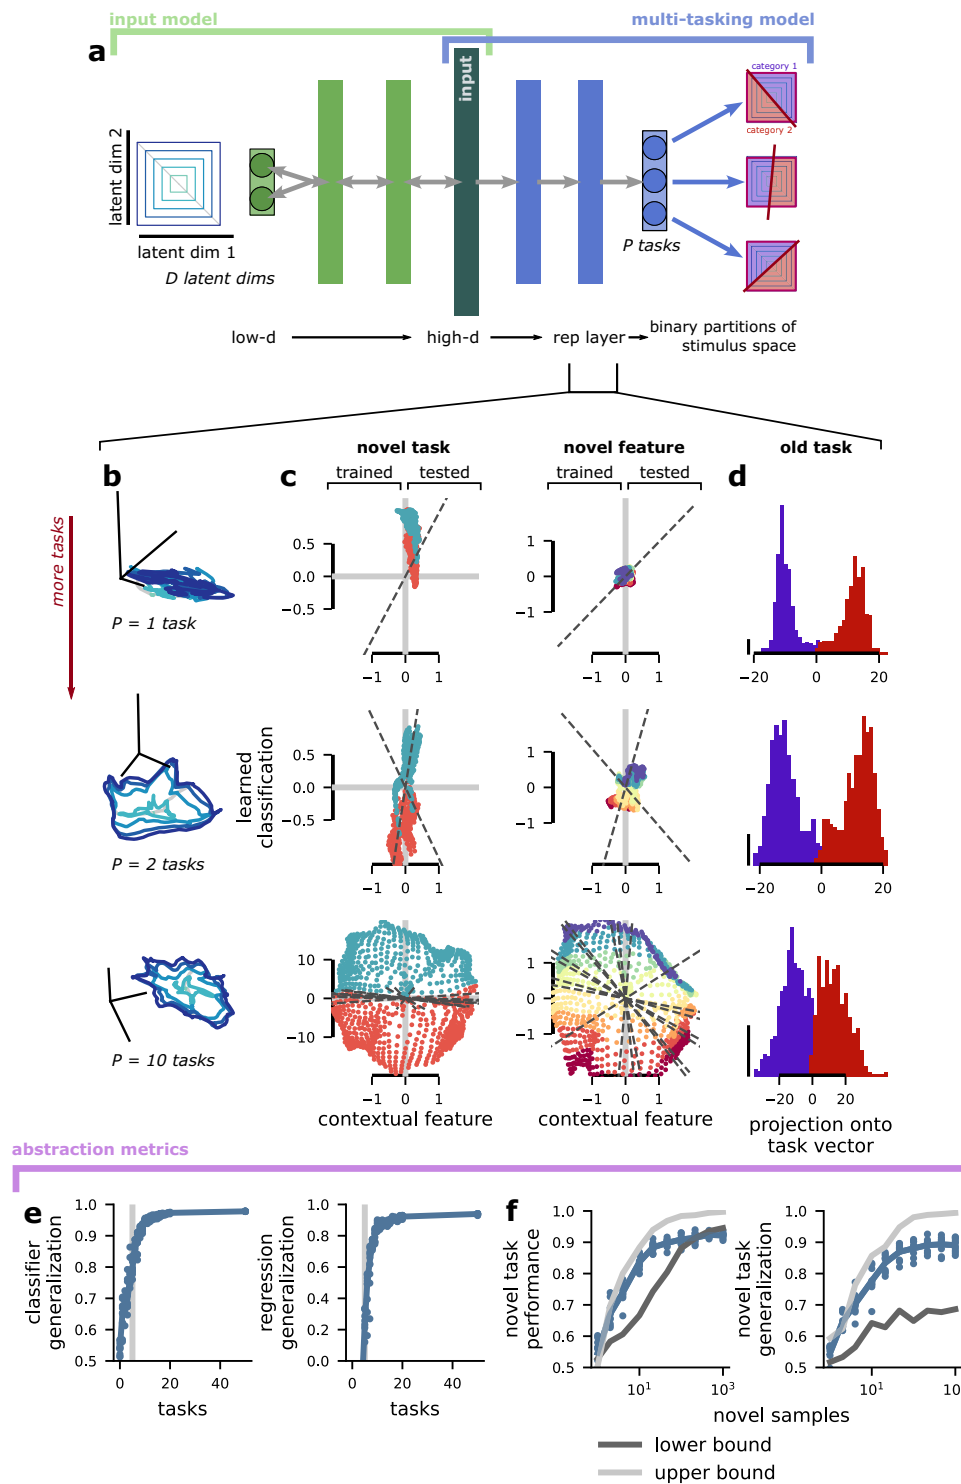 input model
multi-tasking model
a
input
category 1
category 2
latent dim 2
latent dim 1
D latent dims
P tasks
low-d
high-d
rep layer
binary partitions of
stimulus space
b
c
novel task
novel feature
old task
d
trained
tested
trained
tested
more tasks
P = 1 task
0.5
0.0
−0.5
−1
0
1
1
0
−1
−1
0
1
−20
0
20
P = 2 tasks
learned
classification
0.5
0.0
−0.5
−1
0
1
1
0
−1
−1
0
1
−20
0
20
P = 10 tasks
10
0
−10
−1
0
1
contextual feature
1
0
−1
−1
0
1
contextual feature
−20
0
20
projection onto
task vector
abstraction metrics
e
classifier
generalization
1.0
0.9
0.8
0.7
0.6
0.5
0
20
40
tasks
regression
generalization
1.0
0.8
0.6
0.4
0.2
0.0
0
20
40
tasks
f
novel task
performance
1.0
0.9
0.8
0.7
0.6
0.5
10¹
10³
novel task
generalization
1.0
0.9
0.8
0.7
0.6
0.5
10¹
10
novel samples
lower bound
upper bound